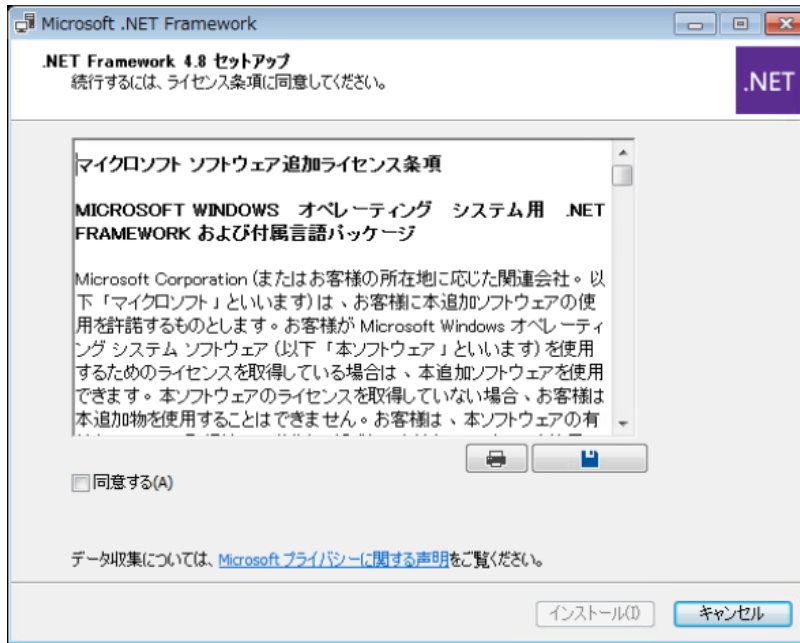 Microsoft .NET Framework
.NET Framework 4.8 セットアップ
続行するには、ライセンス条項に同意してください。
.NET
マイクロソフト ソフトウェア追加ライセンス条項
MICROSOFT WINDOWS オペレーティング システム用 .NET
FRAMEWORK および付属言語パッケージ
Microsoft Corporation (またはお客様の所在地に応じた関連会社。以
下「マイクロソフト」といいます) は、お客様に本追加ソフトウェアの使
用を許諾するものとします。お客様が Microsoft Windows オペレーティ
ング システム ソフトウェア (以下「本ソフトウェア」といいます) を使用
するためのライセンスを取得している場合は、本追加ソフトウェアを使用
できます。本ソフトウェアのライセンスを取得していない場合、お客様は
本追加物を使用することはできません。お客様は、本ソフトウェアの有
同意する(A)
データ収集については、Microsoft プライバシーに関する声明をご覧ください。
インストール(I)
キャンセル